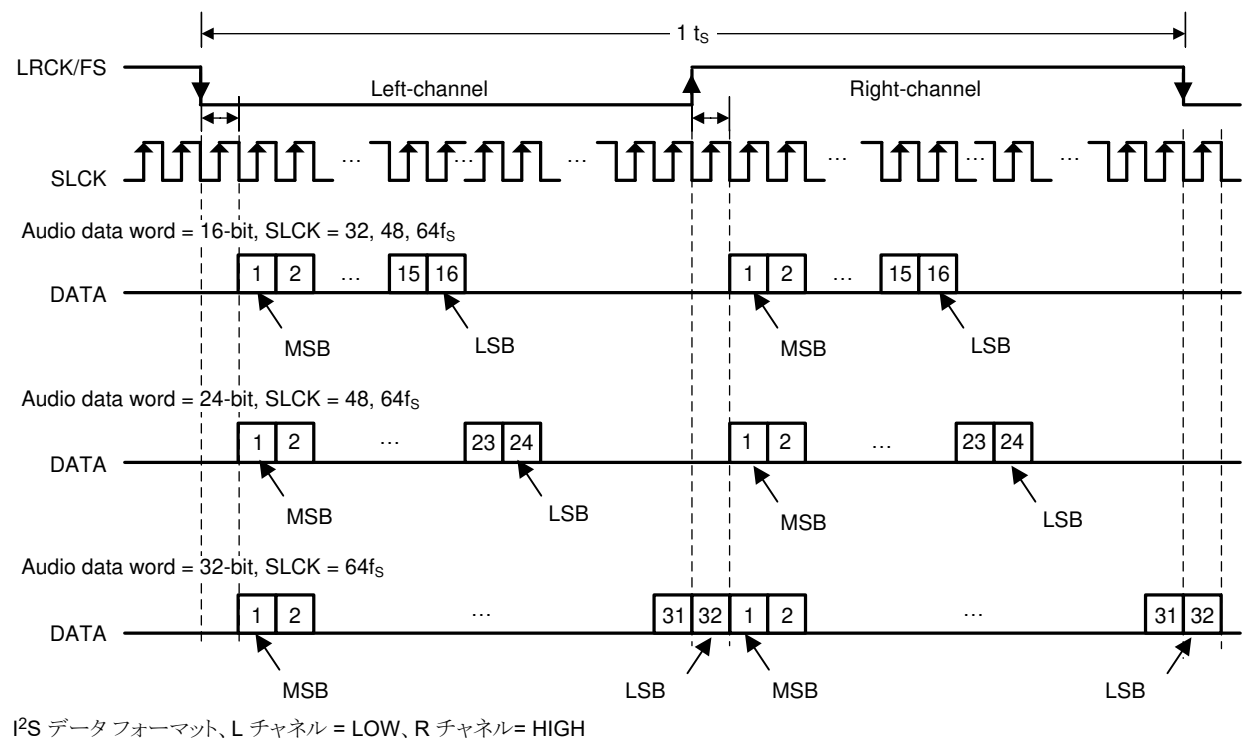 1 tS
LRCK/FS
Left-channel
Right-channel
SLCK
… … … … … …
Audio data word = 16-bit, SLCK = 32, 48, 64fS
DATA
1 2 … 15 16 1 2 … 15 16
MSB LSB MSB LSB
Audio data word = 24-bit, SLCK = 48, 64fS
DATA
1 2 … 23 24 1 2 … 23 24
MSB LSB MSB LSB
Audio data word = 32-bit, SLCK = 64fS
DATA
1 2 … 31 32 1 2 … 31 32
MSB LSB MSB LSB
I2S データ フォーマット、L チャネル = LOW、R チャネル= HIGH